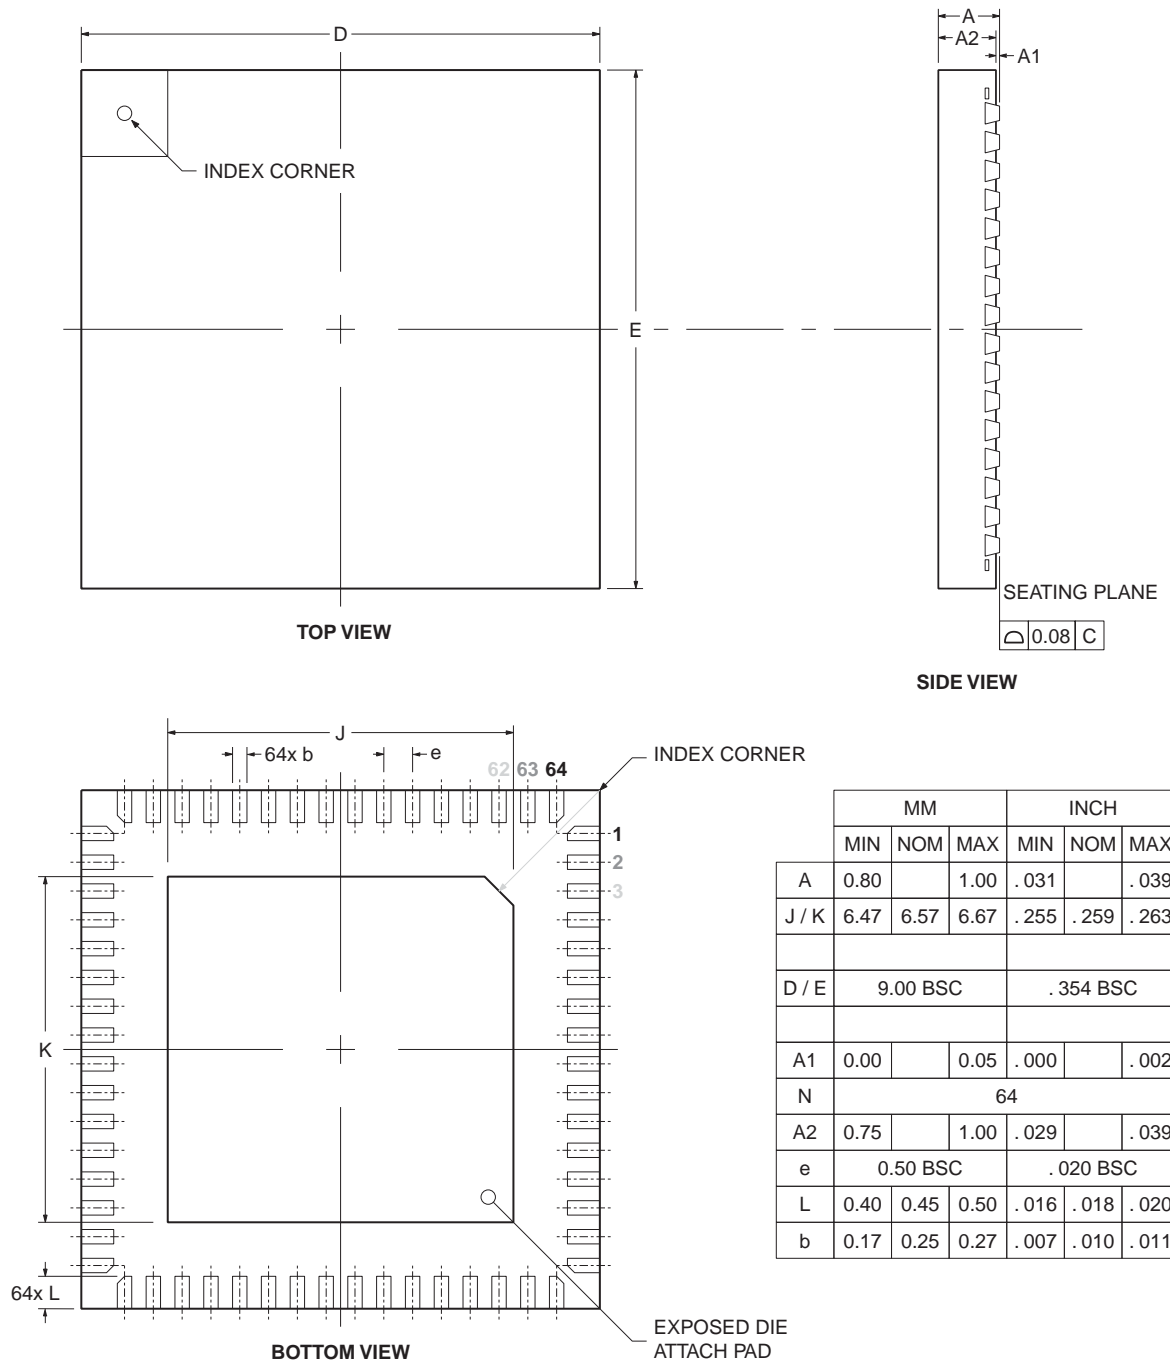 D
A
A2
A1
INDEX CORNER
E
SEATING PLANE
0.08 C
TOP VIEW
SIDE VIEW
J
64x b
e
INDEX CORNER
62 63 64
1
2
3
K
64x L
EXPOSED DIE
ATTACH PAD
BOTTOM VIEW
MM INCH
MIN NOM MAX MIN NOM MAX
A 0.80 1.00 .031 .039
J / K 6.47 6.57 6.67 .255 .259 .263
D / E 9.00 BSC .354 BSC
A1 0.00 0.05 .000 .002
N 64
A2 0.75 1.00 .029 .039
e 0.50 BSC .020 BSC
L 0.40 0.45 0.50 .016 .018 .020
b 0.17 0.25 0.27 .007 .010 .011